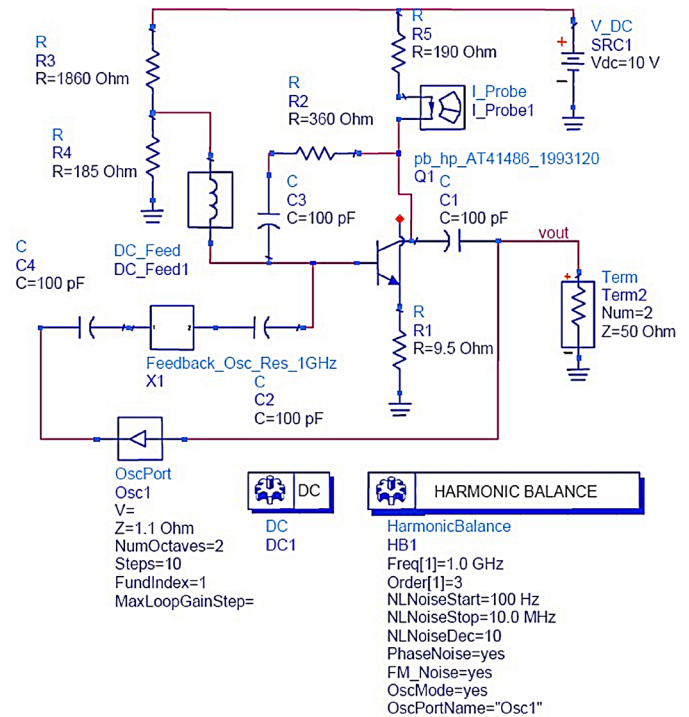 R
R3
R=1860 Ohm
R
R4
R=185 Ohm
R
R5
R=190 Ohm
V_DC
SRC1
Vdc=10 V
+
−
I_Probe
I_Probe1
R
R2
R=360 Ohm
pb_hp_AT41486_1993120
Q1
C
C1
C=100 pF
C
C3
C=100 pF
vout
C
C4
C=100 pF
DC_Feed
DC_Feed1
R
R1
R=9.5 Ohm
+
−
Term
Term2
Num=2
Z=50 Ohm
1
2
Feedback_Osc_Res_1GHz
X1
C
C2
C=100 pF
OscPort
Osc1
V=
Z=1.1 Ohm
NumOctaves=2
Steps=10
FundIndex=1
MaxLoopGainStep=
DC
DC
DC1
HARMONIC BALANCE
HarmonicBalance
HB1
Freq[1]=1.0 GHz
Order[1]=3
NLNoiseStart=100 Hz
NLNoiseStop=10.0 MHz
NLNoiseDec=10
PhaseNoise=yes
FM_Noise=yes
OscMode=yes
OscPortName="Osc1"